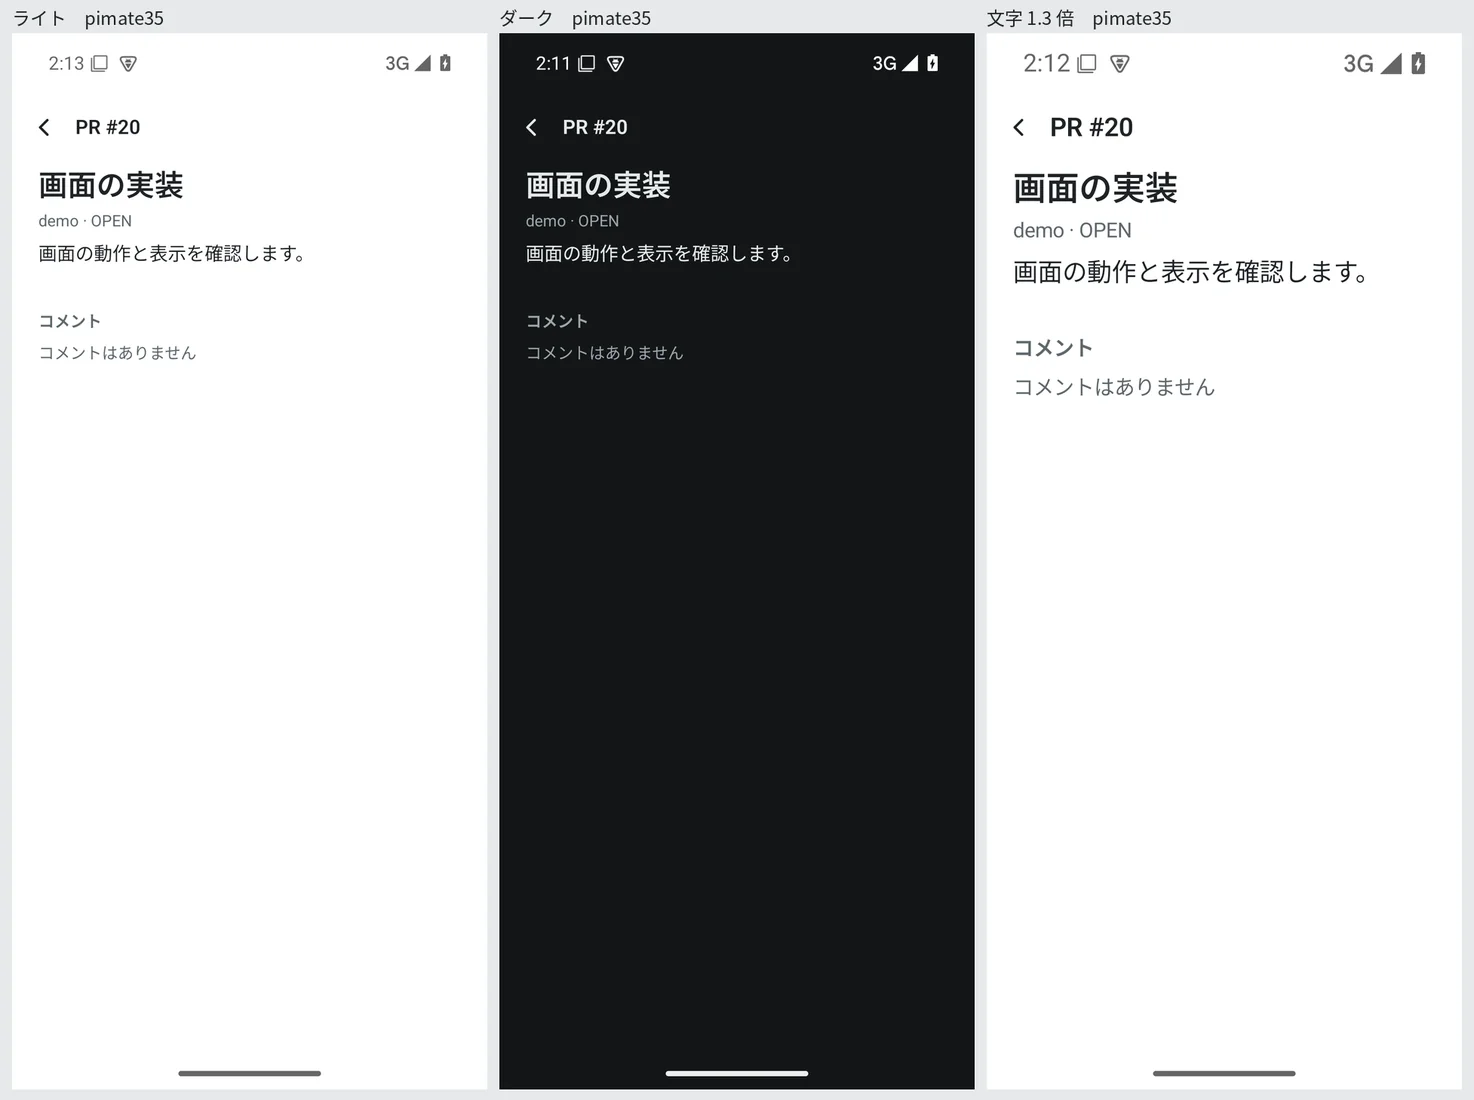 ライト pimate35
2:13 3G
PR #20
画面の実装
demo · OPEN
画面の動作と表示を確認します。
コメント
コメントはありません
ダーク pimate35
2:11 3G
PR #20
画面の実装
demo · OPEN
画面の動作と表示を確認します。
コメント
コメントはありません
文字 1.3 倍 pimate35
2:12 3G
PR #20
画面の実装
demo · OPEN
画面の動作と表示を確認します。
コメント
コメントはありません